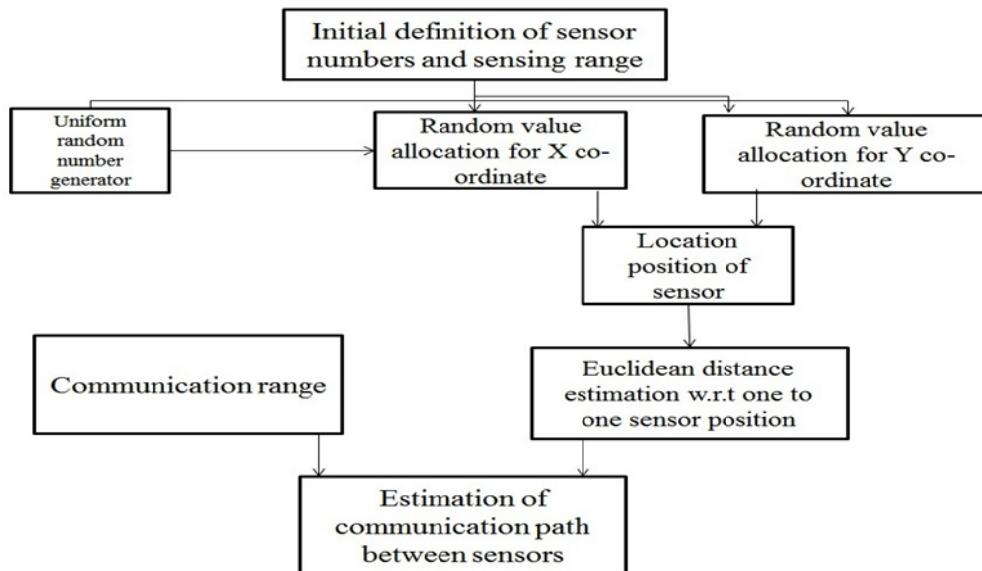 Initial definition of sensor
numbers and sensing range
Uniform
random
number
generator
Random value
allocation for X co-
ordinate
Random value
allocation for Y co-
ordinate
Location
position of
sensor
Communication range
Euclidean distance
estimation w.r.t one to
one sensor position
Estimation of
communication path
between sensors